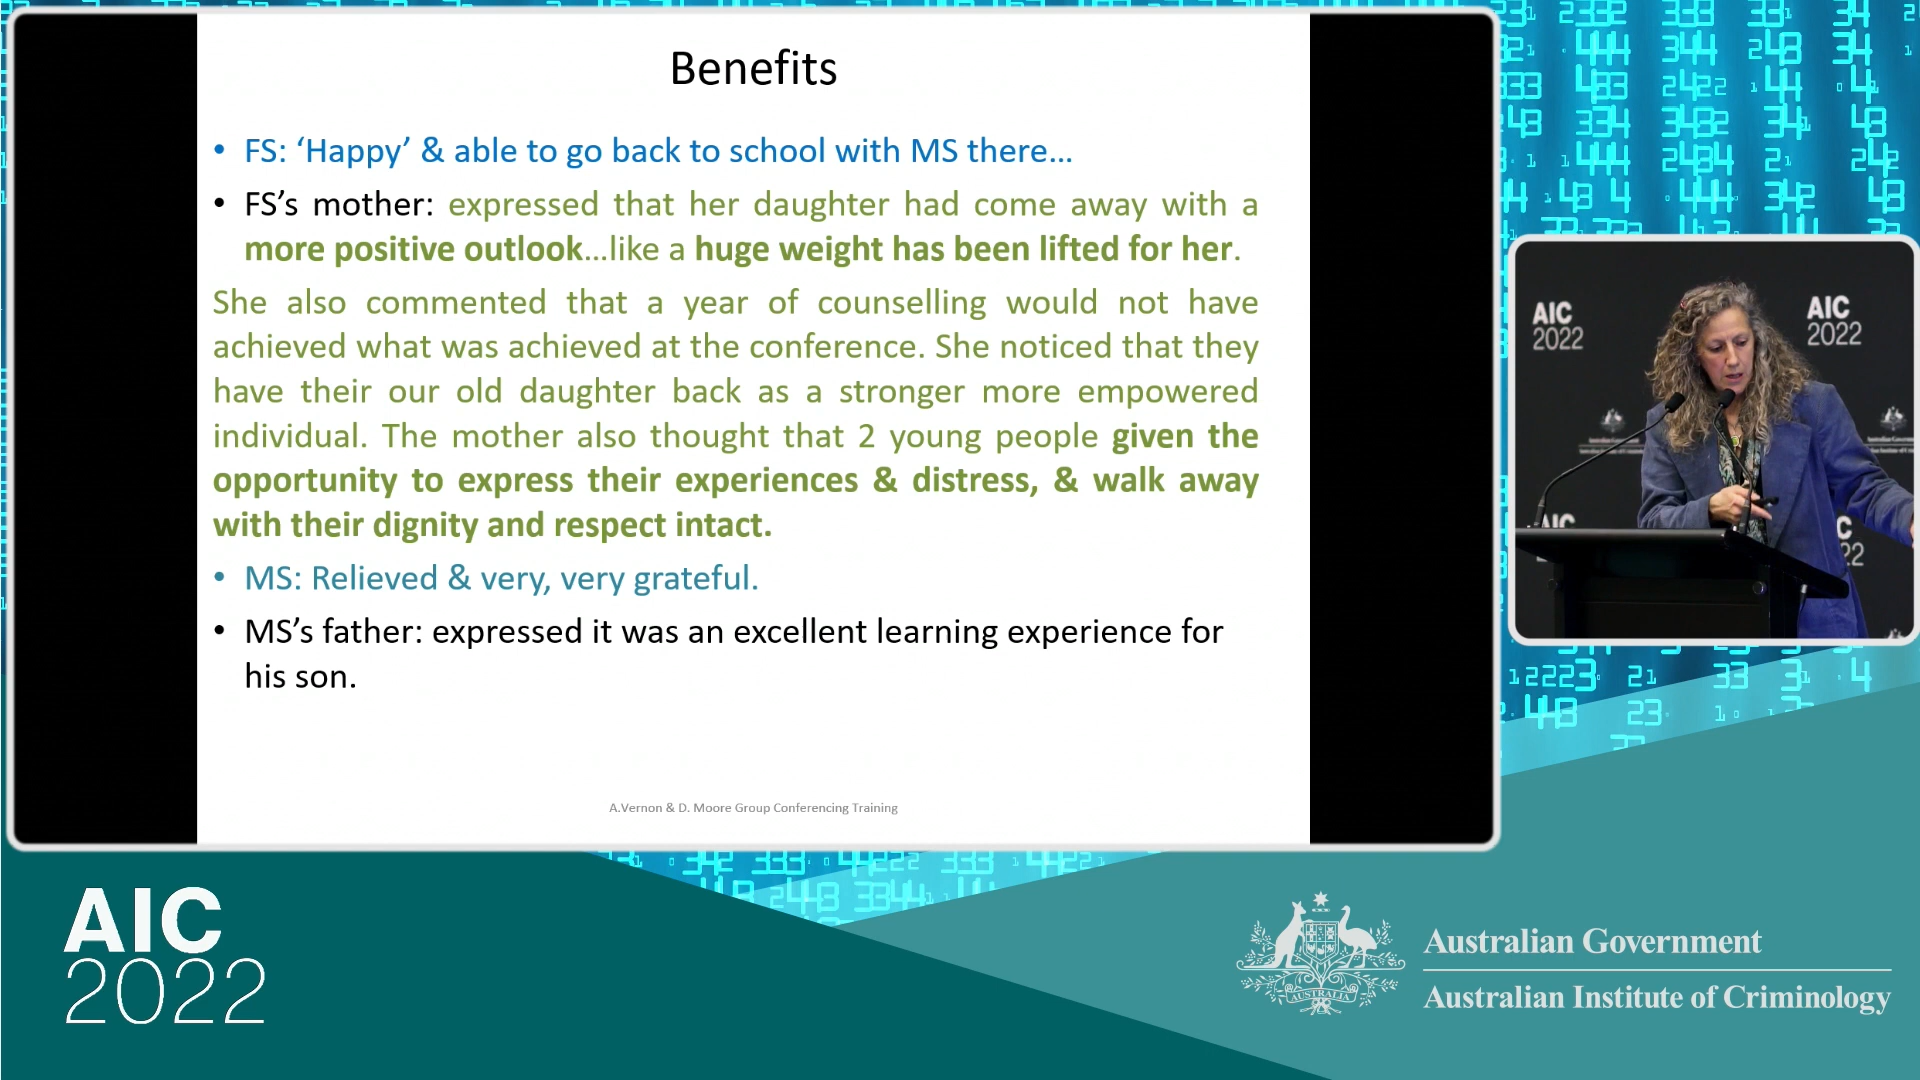 Benefits
• FS: ‘Happy’ & able to go back to school with MS there…
• FS’s mother: expressed that her daughter had come away with a
more positive outlook…like a huge weight has been lifted for her.
She also commented that a year of counselling would not have
achieved what was achieved at the conference. She noticed that they
have their our old daughter back as a stronger more empowered
individual. The mother also thought that 2 young people given the
opportunity to express their experiences & distress, & walk away
with their dignity and respect intact.
• MS: Relieved & very, very grateful.
• MS’s father: expressed it was an excellent learning experience for
his son.
A.Vernon & D. Moore Group Conferencing Training
AIC
2022
AIC
2022
AIC
2022
AUSTRALIA
Australian Government
Australian Institute of Criminology